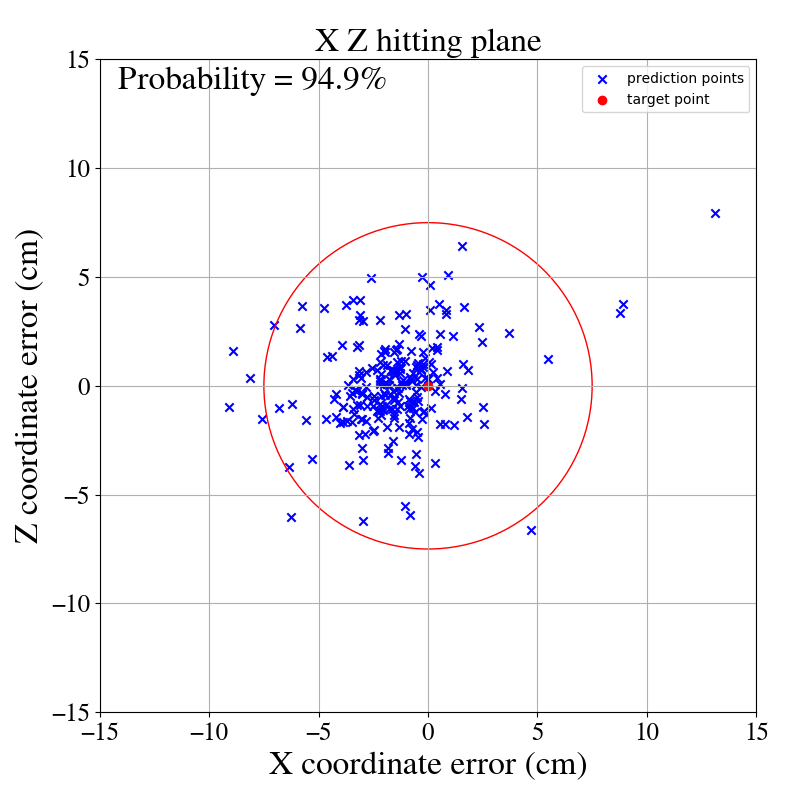 X Z hitting plane
Probability = 94.9%
prediction points
target point
Z coordinate error (cm)
15
10
5
0
−5
−10
−15
−15
−10
−5
0
5
10
15
X coordinate error (cm)